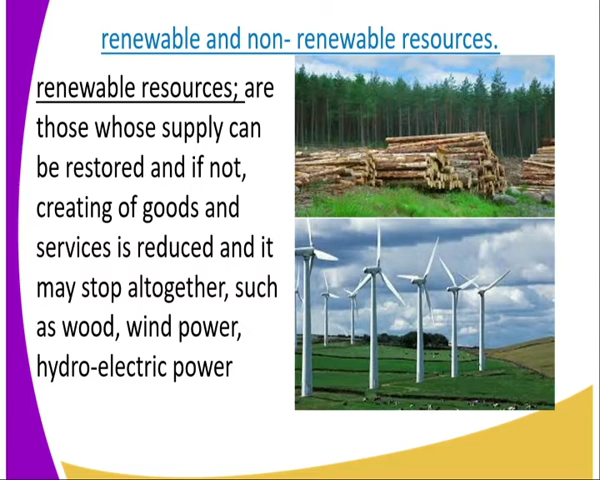 renewable and non- renewable resources.
renewable resources; are
those whose supply can
be restored and if not,
creating of goods and
services is reduced and it
may stop altogether, such
as wood, wind power,
hydro-electric power